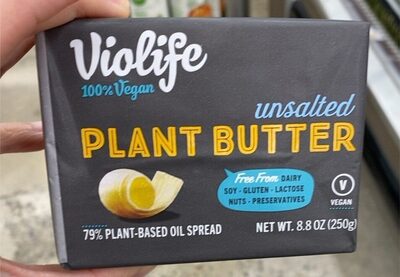 Violife
100% Vegan
unsalted
PLANT BUTTER
Free From DAIRY
SOY - GLUTEN - LACTOSE
NUTS - PRESERVATIVES
V
VEGAN
79% PLANT-BASED OIL SPREAD
NET WT. 8.8 OZ (250g)